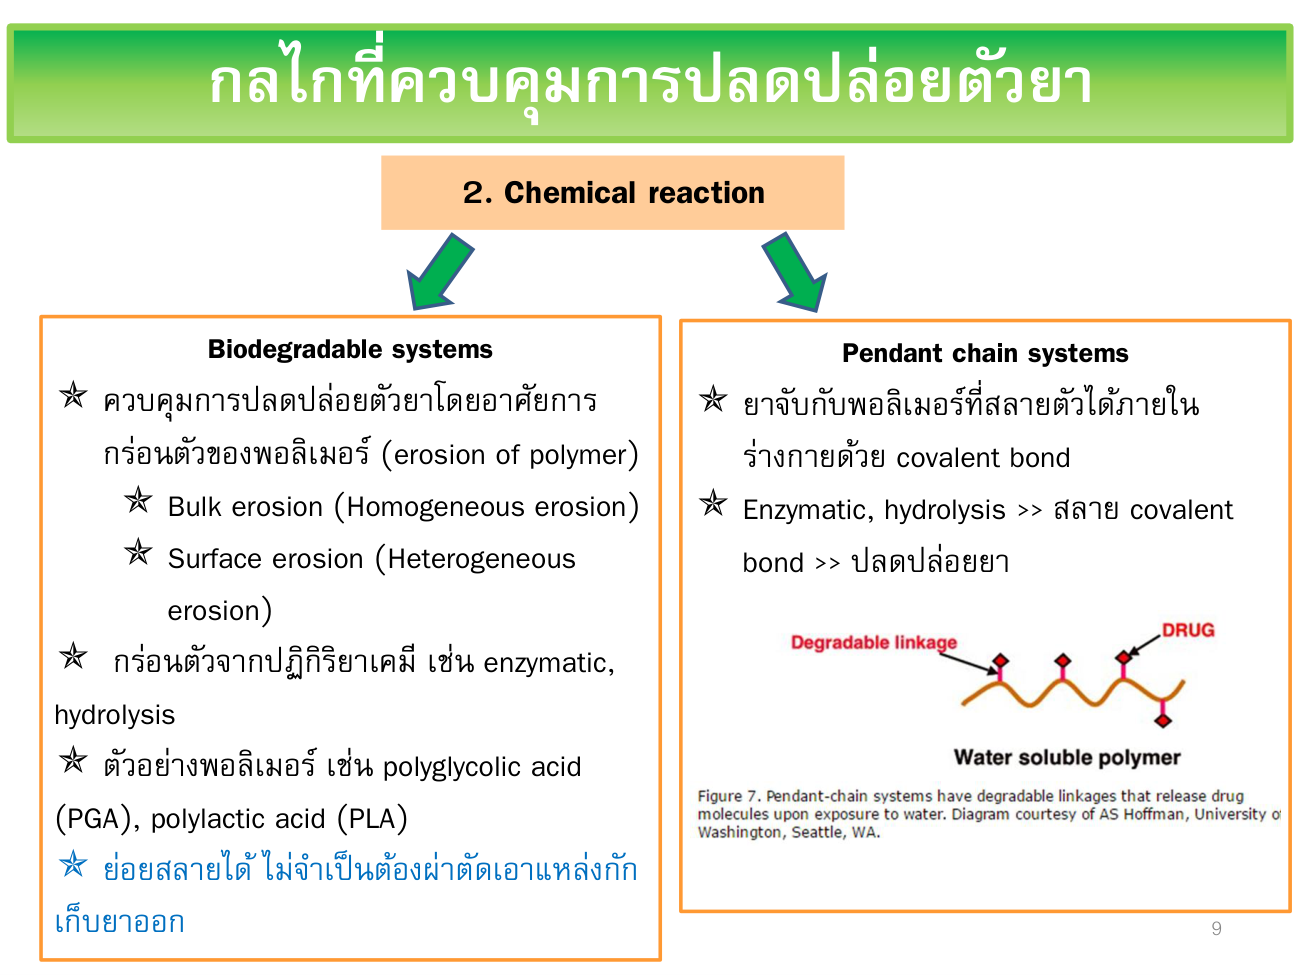 กลไกที่ควบคุมการปลดปล่อยตัวยา
2. Chemical reaction
Biodegradable systems
ควบคุมการปลดปล่อยตัวยาโดยอาศัยการ
กร่อนตัวของพอลิเมอร์ (erosion of polymer)
Bulk erosion (Homogeneous erosion)
Surface erosion (Heterogeneous
erosion)
กร่อนตัวจากปฏิกิริยาเคมี เช่น enzymatic,
hydrolysis
ตัวอย่างพอลิเมอร์ เช่น polyglycolic acid
(PGA), polylactic acid (PLA)
ย่อยสลายได้ ไม่จำเป็นต้องผ่าตัดเอาแหล่งกัก
เก็บยาออก
Pendant chain systems
ยาจับกับพอลิเมอร์ที่สลายตัวได้ภายใน
ร่างกายด้วย covalent bond
Enzymatic, hydrolysis >> สลาย covalent
bond >> ปลดปล่อยยา
DRUG
Degradable linkage
Water soluble polymer
Figure 7. Pendant-chain systems have degradable linkages that release drug
molecules upon exposure to water. Diagram courtesy of AS Hoffman, University of
Washington, Seattle, WA.
9